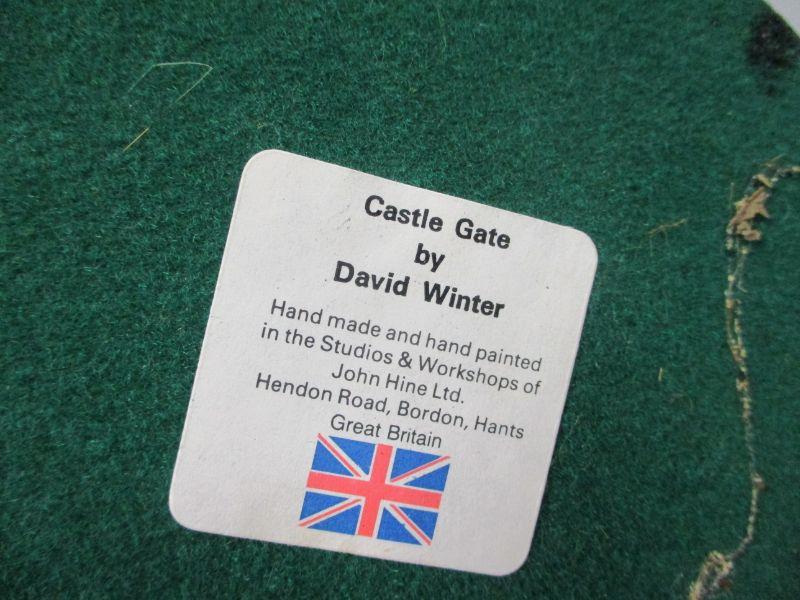 Castle Gate
by
David Winter
Hand made and hand painted
in the Studios & Workshops of
John Hine Ltd.
Hendon Road, Bordon, Hants
Great Britain